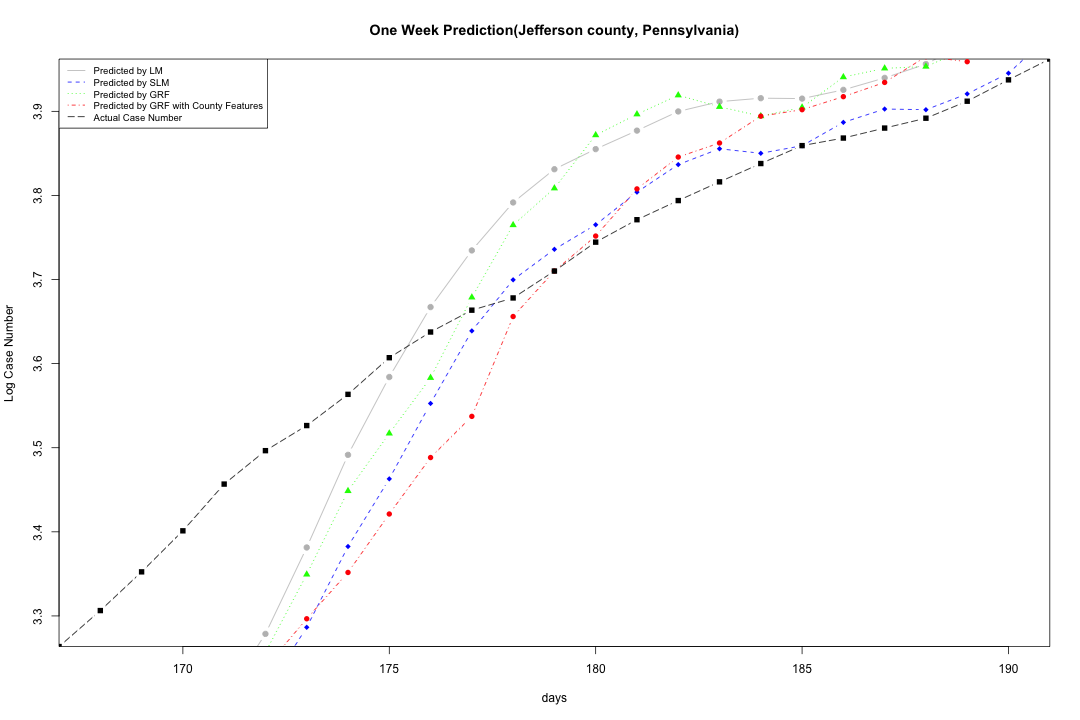 One Week Prediction(Jefferson county, Pennsylvania)
Predicted by LM
Predicted by SLM
Predicted by GRF
Predicted by GRF with County Features
Actual Case Number
3.9
3.8
3.7
3.6
3.5
3.4
3.3
Log Case Number
170 175 180 185 190
days